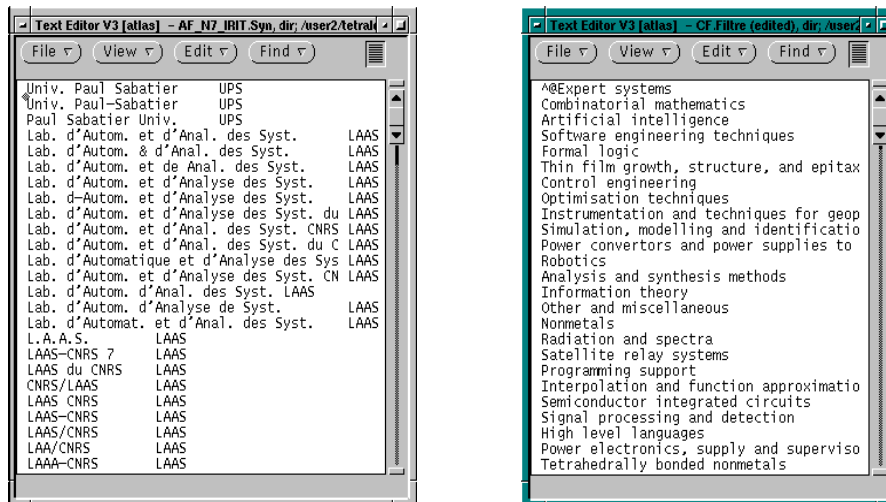 Text Editor V3 [atlas] - AF_N7_IRIT.Syn, dir; /user2/tetral
File View Edit Find
Univ. Paul Sabatier UPS
Univ. Paul-Sabatier UPS
Paul Sabatier Univ. UPS
Lab. d'Autom. et d'Anal. des Syst. LAAS
Lab. d'Autom. & d'Anal. des Syst. LAAS
Lab. d'Autom. et de Anal. des Syst. LAAS
Lab. d'Autom. et d'Analyse des Syst. LAAS
Lab. d-Autom. et d'Analyse des Syst. LAAS
Lab. d'Autom. et d'Analyse des Syst. du LAAS
Lab. d'Autom. et d'Anal. des Syst. CNRS LAAS
Lab. d'Autom. et d'Anal. des Syst. du C LAAS
Lab. d'Automatique et d'Analyse des Sys LAAS
Lab. d'Autom. et d'Analyse des Syst. CN LAAS
Lab. d'Autom. d'Anal. des Syst. LAAS
Lab. d'Autom. d'Analyse de Syst. LAAS
Lab. d'Automat. et d'Anal. des Syst. LAAS
L.A.A.S. LAAS
LAAS-CNRS 7 LAAS
LAAS du CNRS LAAS
CNRS/LAAS LAAS
LAAS CNRS LAAS
LAAS-CNRS LAAS
LAAS/CNRS LAAS
LAA/CNRS LAAS
LAAA-CNRS LAAS
Text Editor V3 [atlas] - CF.Filtre (edited), dir; /user2
File View Edit Find
^@Expert systems
Combinatorial mathematics
Artificial intelligence
Software engineering techniques
Formal logic
Thin film growth, structure, and epitax
Control engineering
Optimisation techniques
Instrumentation and techniques for geop
Simulation, modelling and identificatio
Power convertors and power supplies to
Robotics
Analysis and synthesis methods
Information theory
Other and miscellaneous
Nonmetals
Radiation and spectra
Satellite relay systems
Programming support
Interpolation and function approximatio
Semiconductor integrated circuits
Signal processing and detection
High level languages
Power electronics, supply and superviso
Tetrahedrally bonded nonmetals